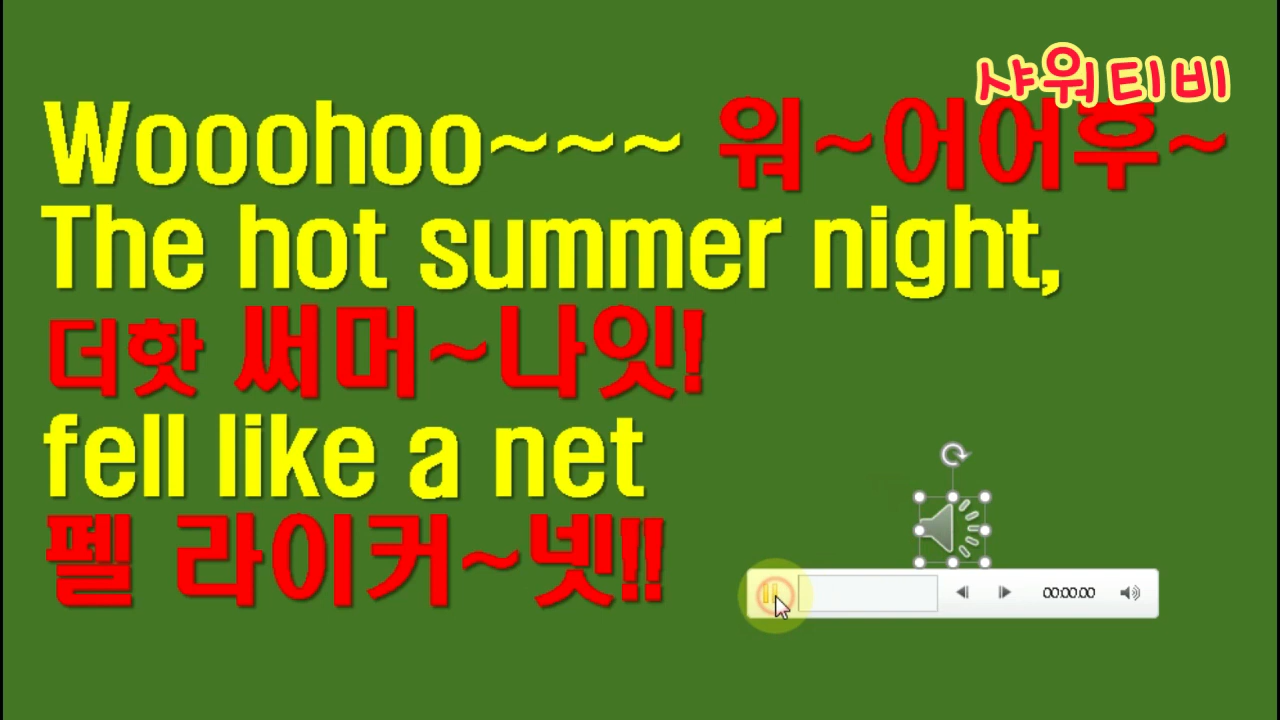 샤워티비
Wooohoo~~~ 워~어어후~
The hot summer night,
더핫 써머~나잇!
fell like a net
펠 라이커~넷!!
00:00.00